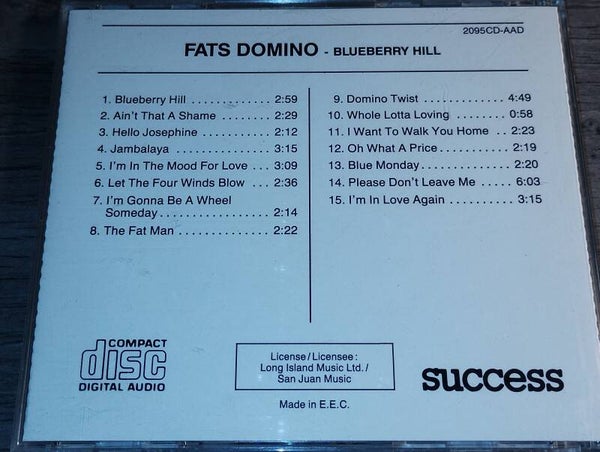 2095CD-AAD
FATS DOMINO - BLUEBERRY HILL
1. Blueberry Hill ............ 2:59
2. Ain't That A Shame ........ 2:29
3. Hello Josephine ........... 2:12
4. Jambalaya ................. 3:15
5. I'm In The Mood For Love ... 3:09
6. Let The Four Winds Blow ... 2:36
7. I'm Gonna Be A Wheel
Someday................. 2:14
8. The Fat Man .............. 2:22
9. Domino Twist ............. 4:49
10. Whole Lotta Loving ........ 0:58
11. I Want To Walk You Home .. 2:23
12. Oh What A Price........... 2:19
13. Blue Monday.............. 2:20
14. Please Don't Leave Me ..... 6:03
15. I'm In Love Again .......... 3:15
COMPACT
disc
DIGITAL AUDIO
License/Licensee:
Long Island Music Ltd./
San Juan Music
success
Made in E.E.C.